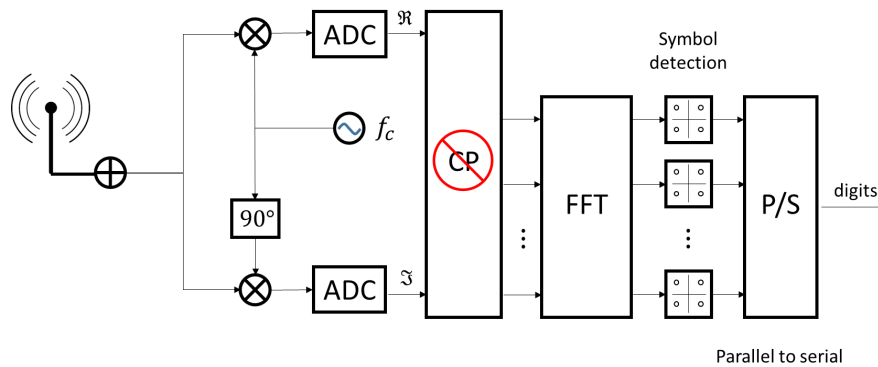 ADC
ℜ
Symbol
detection
f_c
CP
90°
FFT
P/S
digits
ADC
ℑ
Parallel to serial